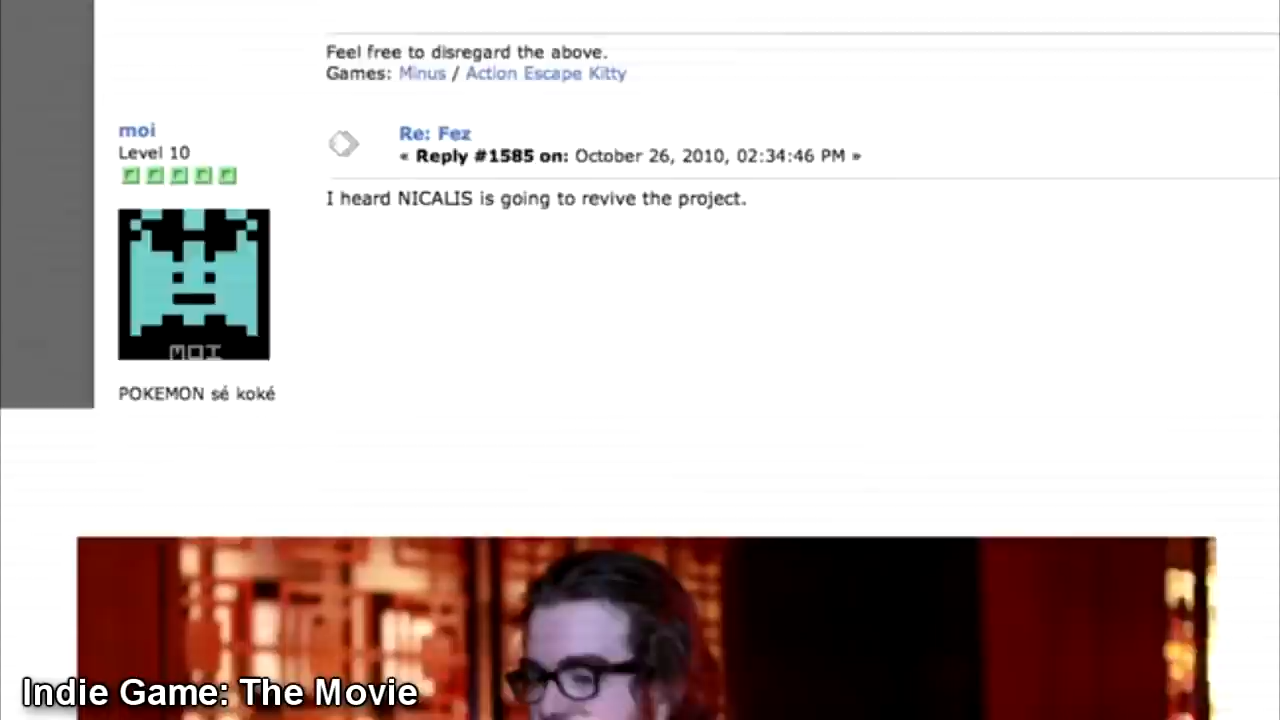 Feel free to disregard the above.
Games: Minus / Action Escape Kitty
moi
Level 10
Re: Fez
« Reply #1585 on: October 26, 2010, 02:34:46 PM »
I heard NICALIS is going to revive the project.
MOI
POKEMON sé koké
Indie Game: The Movie